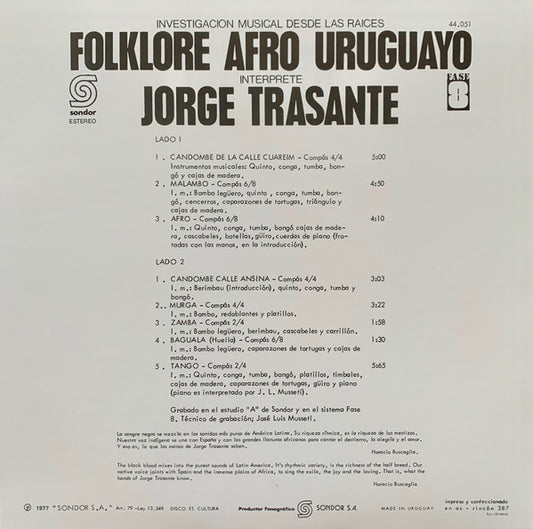 INVESTIGACION MUSICAL DESDE LAS RAICES
44.051
FOLKLORE AFRO URUGUAYO
INTERPRETE
JORGE TRASANTE
sondor
ESTEREO
FASE
8
LADO 1
1. CANDOMBE DE LA CALLE CUAREIM - Compás 4/4 5:00
Instrumentos musicales: Quinto, conga, tumba, bon-
gó y cajas de madera.
2. MALAMBO - Compás 6/8 4:50
I. m.: Bombo legüero, quinto , conga, tumba, bon-
gó, cencerros, caparazones de tortugas, triángulo y
cajas de madera.
3. AFRO - Compás 6/8 4:10
I. m.: Quinto, conga, tumba, bongó cajas de made-
ra, cascabeles, botellas,güiro,cuerdas de piano (fro-
tadas con las manos, en la introducción).
LADO 2
1. CANDOMBE CALLE ANSINA - Compás 4/4 3:03
I. m.: Berimbau (introducción), quinto, conga, tumba y
bongó.
2.. MURGA - Compás 4/4 3:22
I. m.: Bombo, redoblantes y platillos.
3. ZAMBA - Compás 2/4 1:58
I. m.: Bombo legüero, berimbau, cascabeles y carrillón.
4. BAGUALA (Huella) - Compás 6/8 1:30
I. m.: Bombo legüero, caparazones de tortugas y cajas de
madera.
5. TANGO - Compás 2/4 5:65
I. m.: Quinto, conga, tumba, bongó, platillos, timbales,
cajas de madera, caparazones de tortugas, güiro y piano
(piano es interpretado por J. L. Musseti).
Grabado en el estudio "A" de Sondor y en el sistema Fase
8. Técnico de grabación; José Luis Musseti.
La sangre negra se mezcla en los sonidos más puros de América Latina. Su riqueza rítmica, es la riqueza de los mestizos.
Nuestra voz indígena se une con España y con las grandes llanuras africanas para cantar el destierro, la alegría y el amor.
Y eso es, lo que las manos de Jorge Trasante saben.
Horacio Buscaglia
The black blood mixes into the purest sounds of Latin America. It's rhythmic variety, is the richness of the half breed. Our
native voice joints with Spain and the inmense plains of Africa, to sing the exile, the joy and the loving. That is, what the
hands of Jorge Trasante know.
Horacio Buscaglia
℗ 1977 "SONDOR S.A." Art. 79 - Ley 13,349 DISCO ES CULTURA Productor Fonográfico SONDOR S.A. MADE IN URUGUAY
impreso y confeccionado
en as - rincón 387